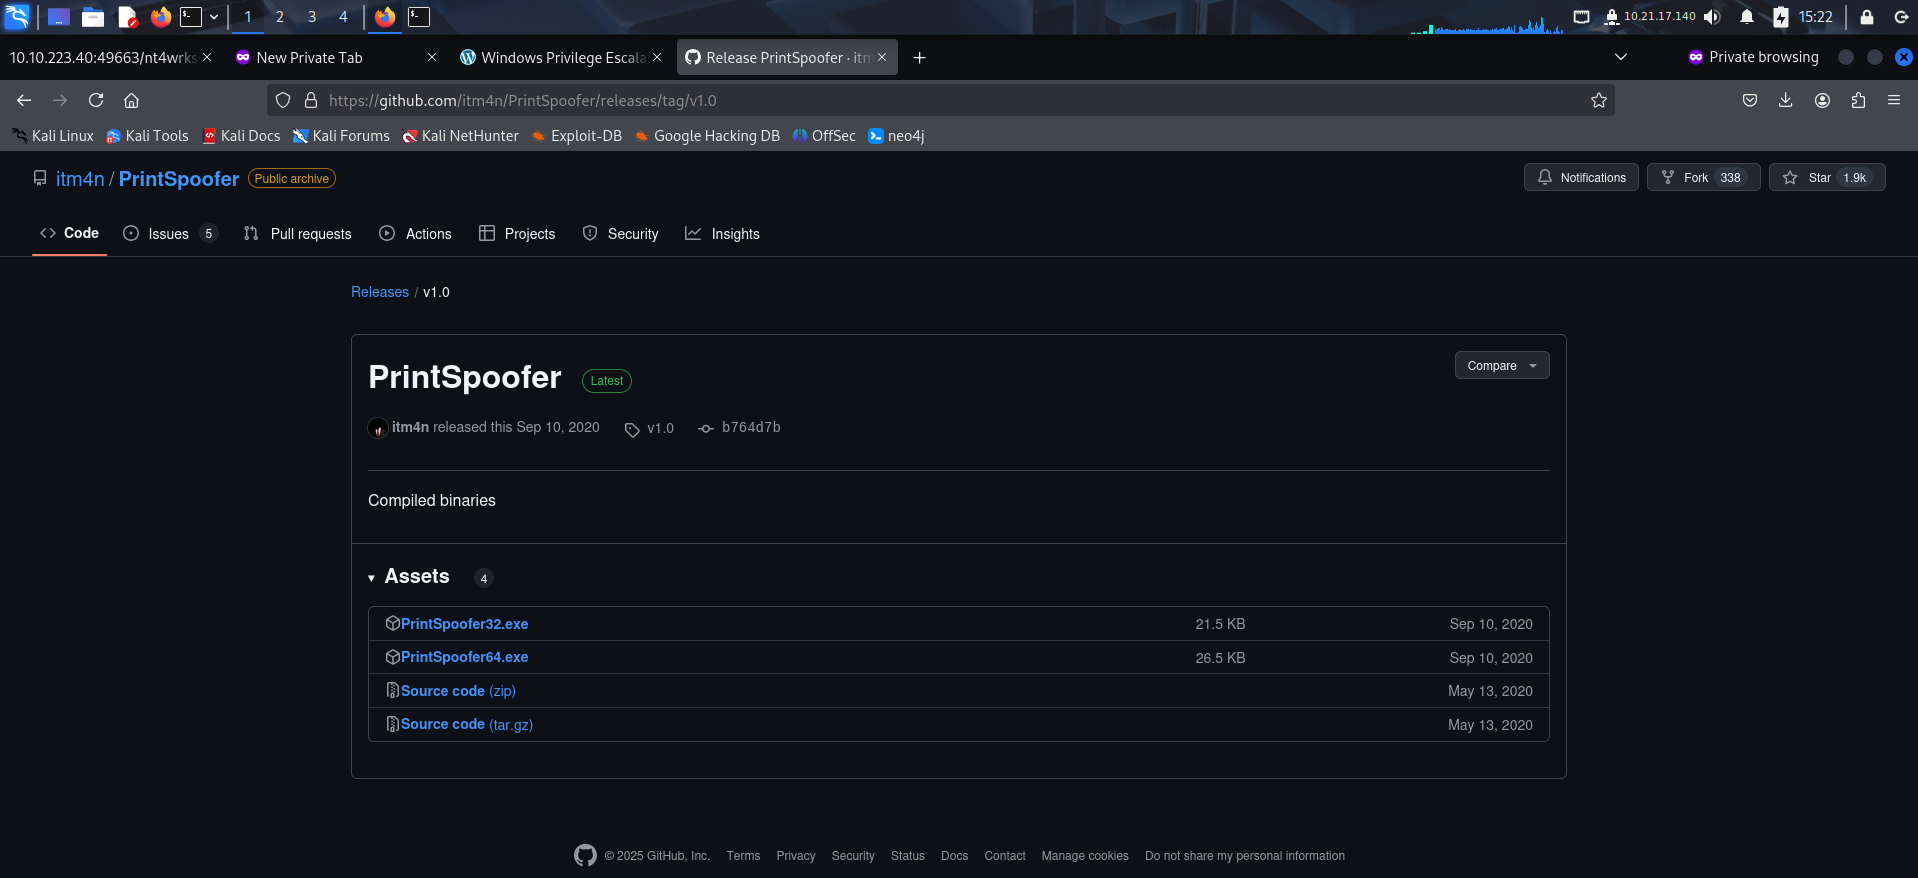 1 2 3 4 10.21.17.140 15:22
10.10.223.40:49663/nt4wrks New Private Tab Windows Privilege Escala Release PrintSpoofer · itm Private browsing
https://github.com/itm4n/PrintSpoofer/releases/tag/v1.0
Kali Linux Kali Tools Kali Docs Kali Forums Kali NetHunter Exploit-DB Google Hacking DB OffSec neo4j
itm4n / PrintSpoofer Public archive Notifications Fork 338 Star 1.9k
Code Issues 5 Pull requests Actions Projects Security Insights
Releases / v1.0
PrintSpoofer Latest Compare
itm4n released this Sep 10, 2020 v1.0 b764d7b
Compiled binaries
Assets 4
PrintSpoofer32.exe 21.5 KB Sep 10, 2020
PrintSpoofer64.exe 26.5 KB Sep 10, 2020
Source code (zip) May 13, 2020
Source code (tar.gz) May 13, 2020
© 2025 GitHub, Inc. Terms Privacy Security Status Docs Contact Manage cookies Do not share my personal information